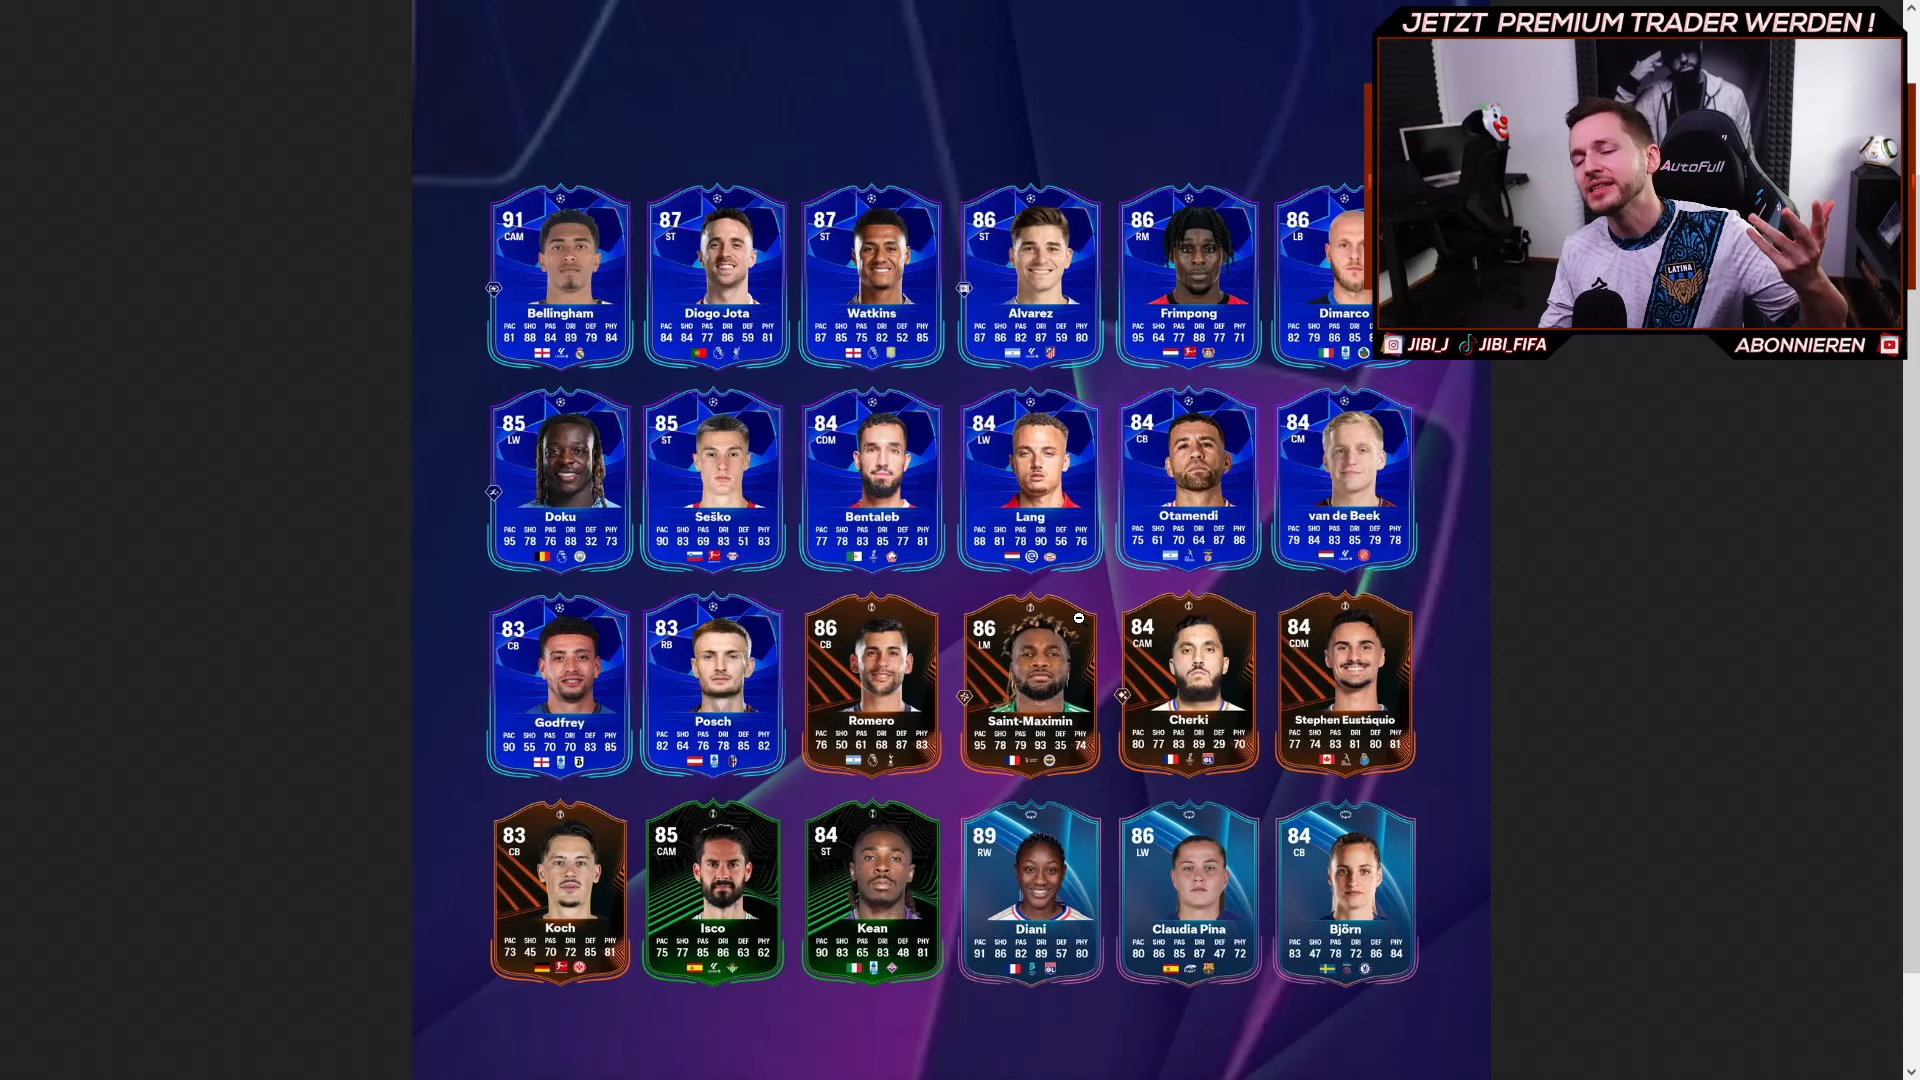 JETZT PREMIUM TRADER WERDEN !
AutoFull
LATINA
JIBI_J JIBI_FIFA ABONNIEREN
91 CAM
Bellingham
PAC SHO PAS DRI DEF PHY
81 88 84 89 79 84
87 ST
Diogo Jota
PAC SHO PAS DRI DEF PHY
84 84 77 86 59 81
87 ST
Watkins
PAC SHO PAS DRI DEF PHY
87 85 75 82 52 85
86 ST
Alvarez
PAC SHO PAS DRI DEF PHY
87 86 82 87 59 80
86 RM
Frimpong
PAC SHO PAS DRI DEF PHY
95 64 77 88 77 71
86 LB
Dimarco
PAC SHO PAS DRI
82 79 86 85
85 LW
Doku
PAC SHO PAS DRI DEF PHY
95 78 76 88 32 73
85 ST
Seško
PAC SHO PAS DRI DEF PHY
90 83 69 83 51 83
84 CDM
Bentaleb
PAC SHO PAS DRI DEF PHY
77 78 83 85 77 81
84 LW
Lang
PAC SHO PAS DRI DEF PHY
88 81 78 90 56 76
84 CB
Otamendi
PAC SHO PAS DRI DEF PHY
75 61 70 64 87 86
84 CM
van de Beek
PAC SHO PAS DRI DEF PHY
79 84 83 85 79 78
83 CB
Godfrey
PAC SHO PAS DRI DEF PHY
90 55 70 70 83 85
83 RB
Posch
PAC SHO PAS DRI DEF PHY
82 64 76 78 85 82
86 CB
Romero
PAC SHO PAS DRI DEF PHY
76 50 61 68 87 83
86 LM
Saint-Maximin
PAC SHO PAS DRI DEF PHY
95 78 79 93 35 74
84 CAM
Cherki
PAC SHO PAS DRI DEF PHY
80 77 83 89 29 70
84 CDM
Stephen Eustáquio
PAC SHO PAS DRI DEF PHY
77 74 83 81 80 81
83 CB
Koch
PAC SHO PAS DRI DEF PHY
73 45 70 72 85 81
85 CAM
Isco
PAC SHO PAS DRI DEF PHY
75 77 85 86 63 62
84 ST
Kean
PAC SHO PAS DRI DEF PHY
90 83 65 83 48 81
89 RW
Diani
PAC SHO PAS DRI DEF PHY
91 86 82 89 57 80
86 LW
Claudia Pina
PAC SHO PAS DRI DEF PHY
80 86 85 87 47 72
84 CB
Björn
PAC SHO PAS DRI DEF PHY
83 47 78 72 86 84